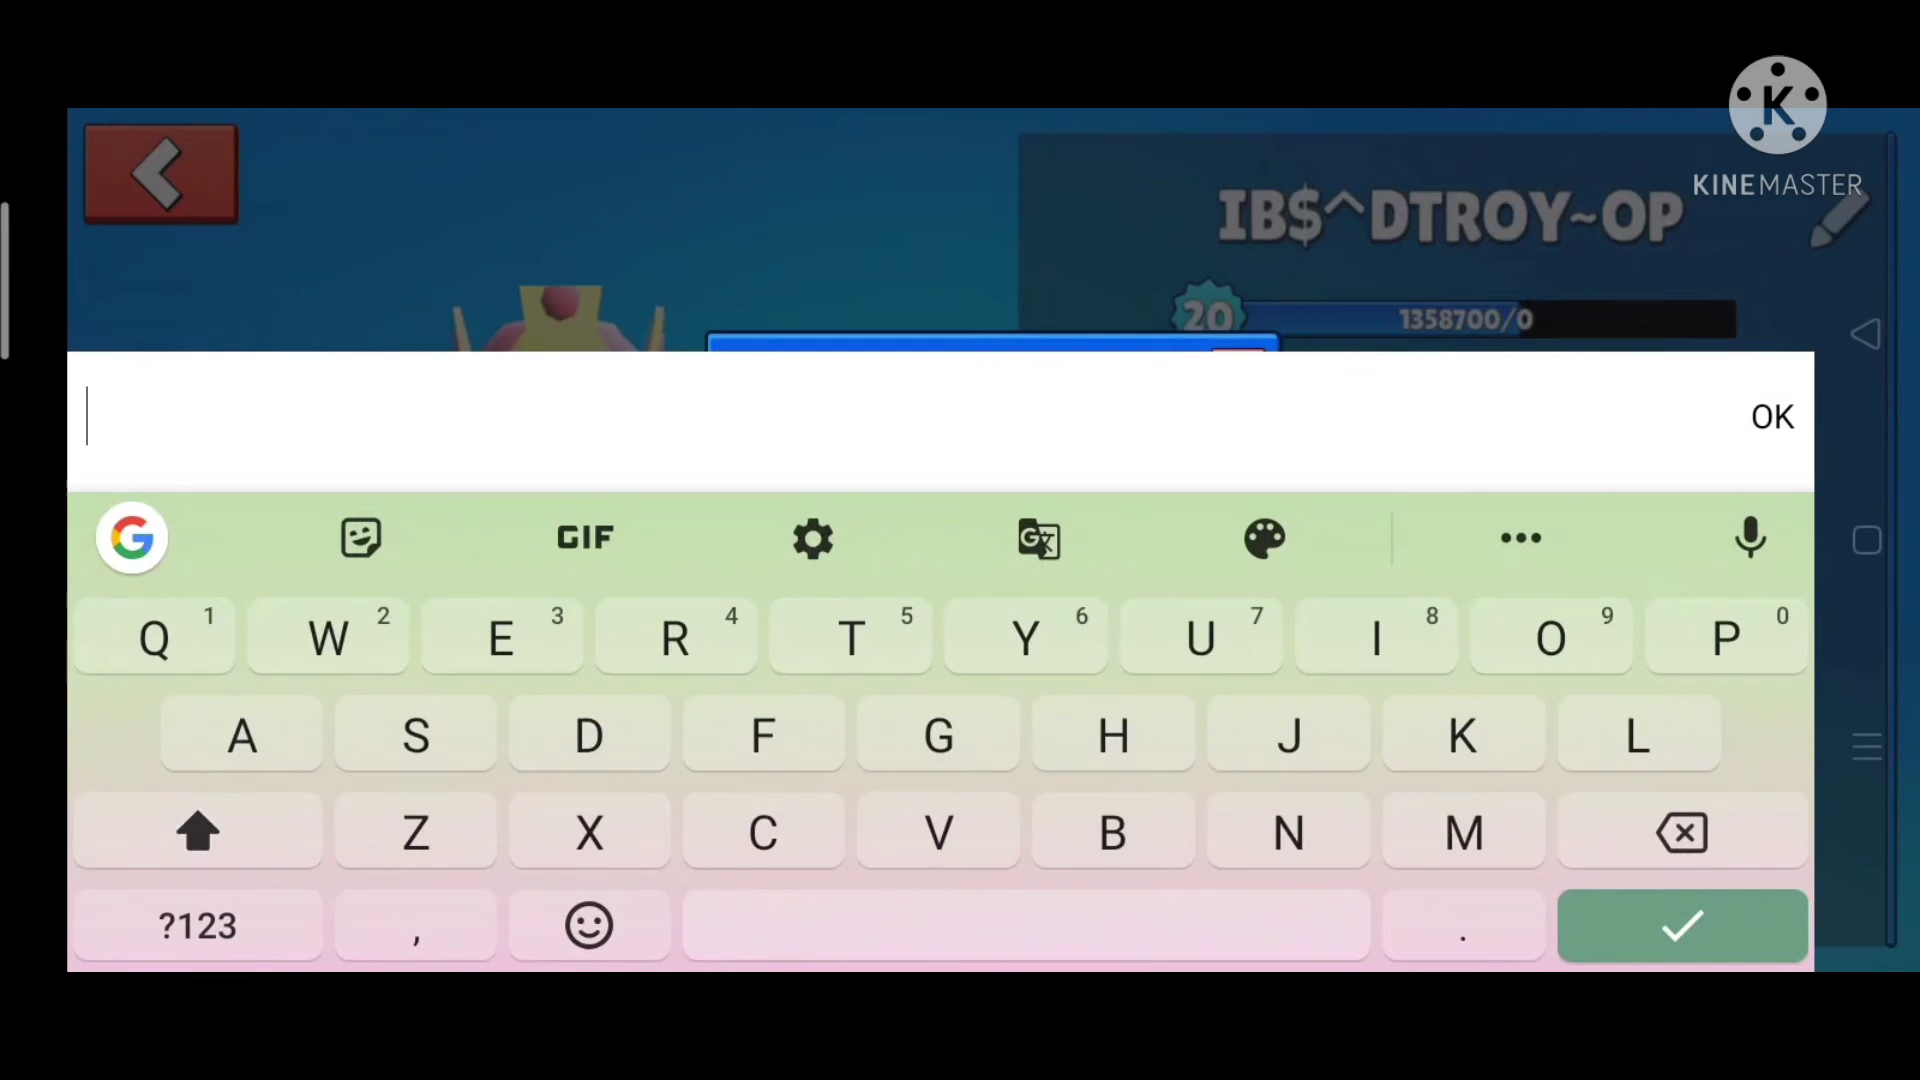 KINEMASTER
IB$^DTROY~OP
20 1358700/0
OK
GIF
Q 1 W 2 E 3 R 4 T 5 Y 6 U 7 I 8 O 9 P 0
A S D F G H J K L
Z X C V B N M
?123 , .